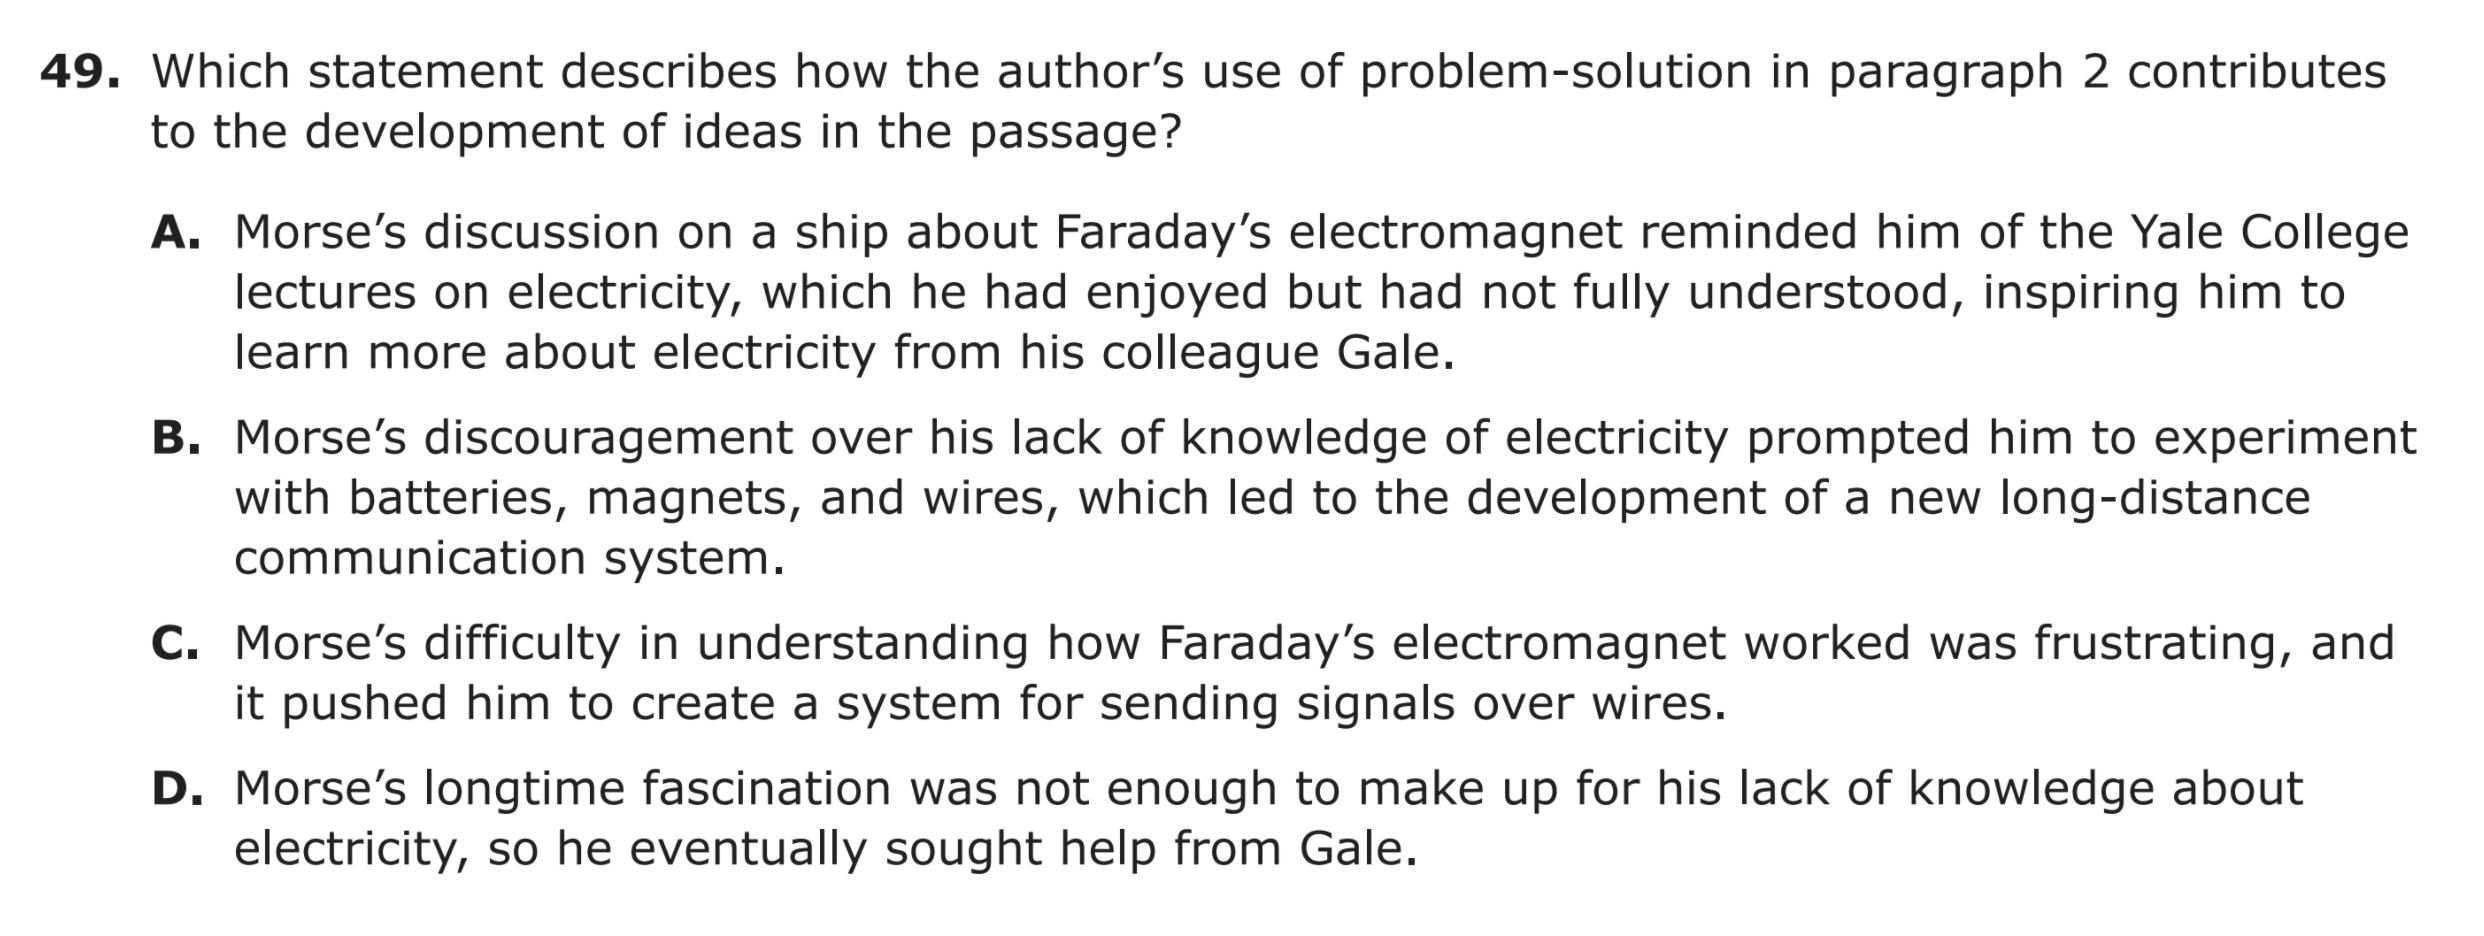 49. Which statement describes how the author’s use of problem-solution in paragraph 2 contributes
to the development of ideas in the passage?
A. Morse’s discussion on a ship about Faraday’s electromagnet reminded him of the Yale College
lectures on electricity, which he had enjoyed but had not fully understood, inspiring him to
learn more about electricity from his colleague Gale.
B. Morse’s discouragement over his lack of knowledge of electricity prompted him to experiment
with batteries, magnets, and wires, which led to the development of a new long-distance
communication system.
C. Morse’s difficulty in understanding how Faraday’s electromagnet worked was frustrating, and
it pushed him to create a system for sending signals over wires.
D. Morse’s longtime fascination was not enough to make up for his lack of knowledge about
electricity, so he eventually sought help from Gale.